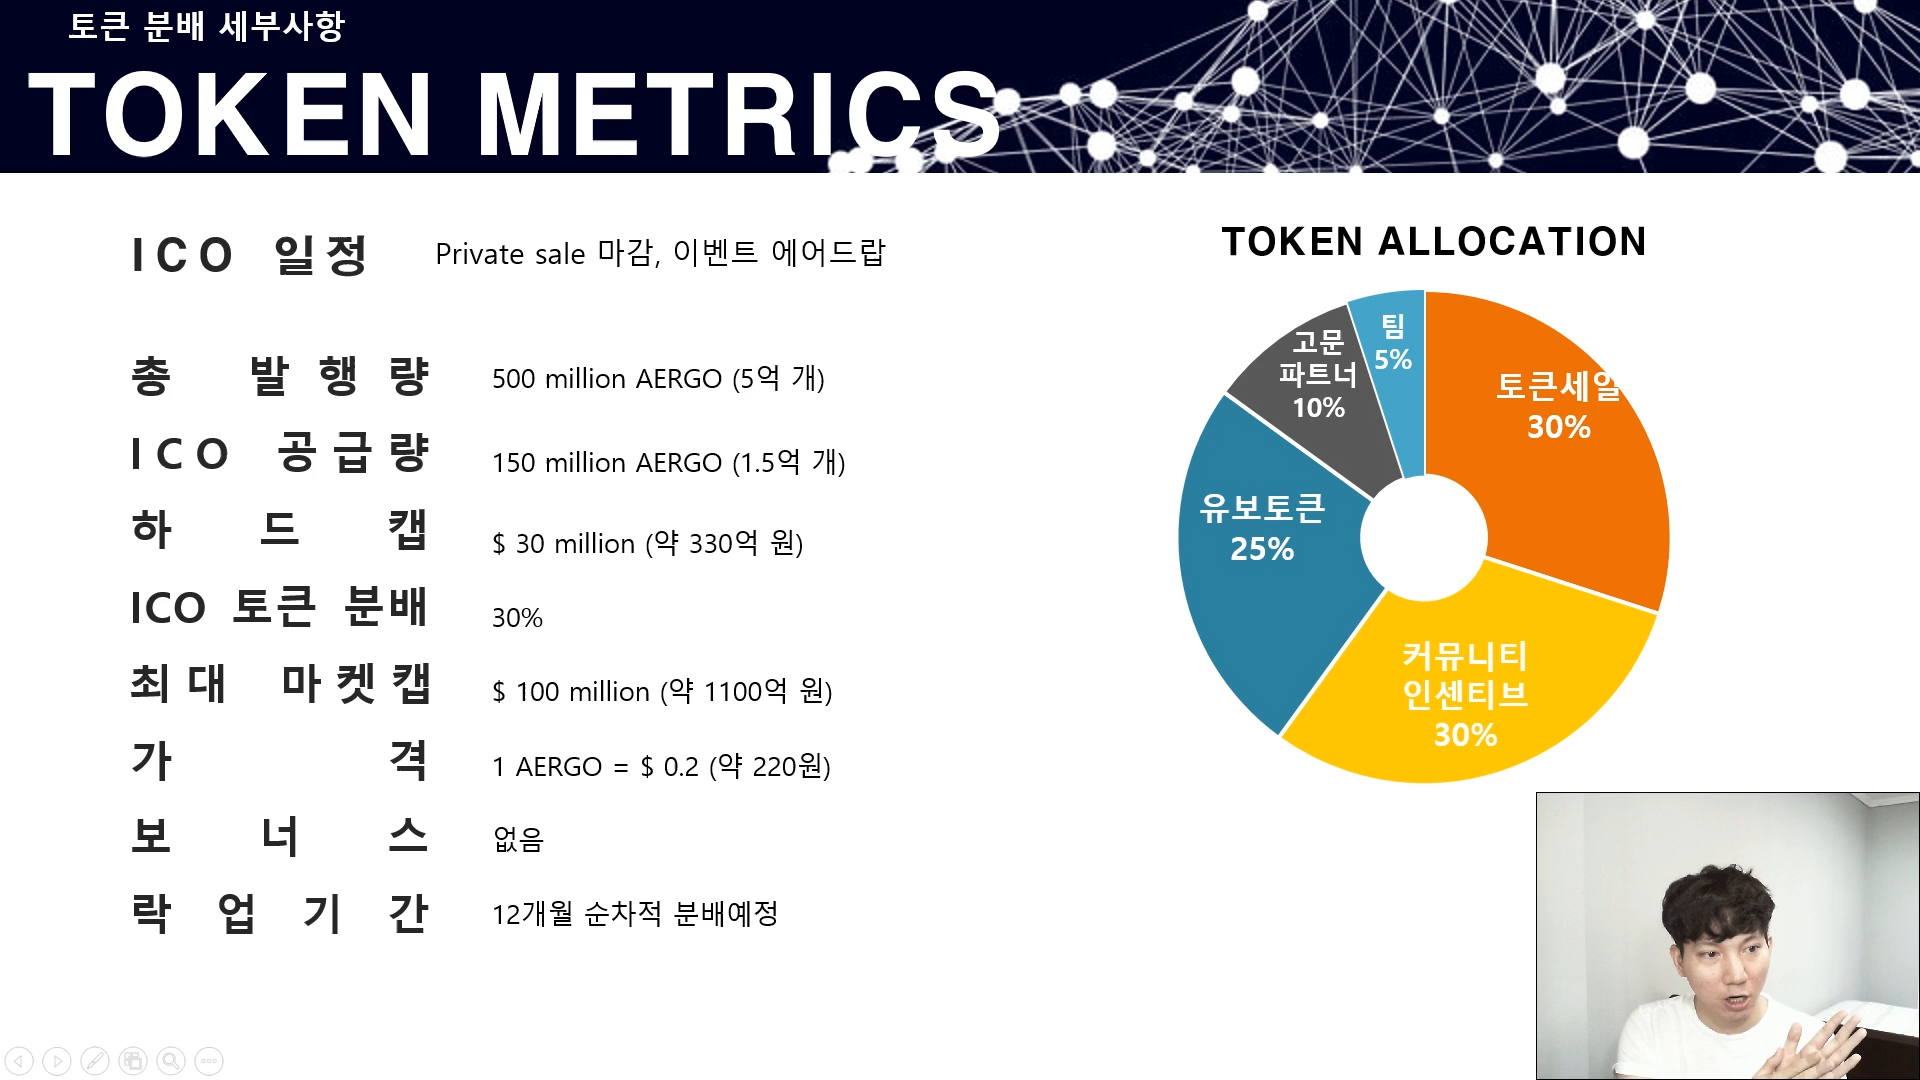 토큰 분배 세부사항
TOKEN METRICS
ICO 일정 Private sale 마감, 이벤트 에어드랍
총 발행량 500 million AERGO (5억 개)
ICO 공급량 150 million AERGO (1.5억 개)
하드캡 $ 30 million (약 330억 원)
ICO 토큰 분배 30%
최대 마켓캡 $ 100 million (약 1100억 원)
가격 1 AERGO = $ 0.2 (약 220원)
보너스 없음
락업기간 12개월 순차적 분배예정
TOKEN ALLOCATION
팀
5%
고문
파트너
10%
토큰세일
30%
유보토큰
25%
커뮤니티
인센티브
30%